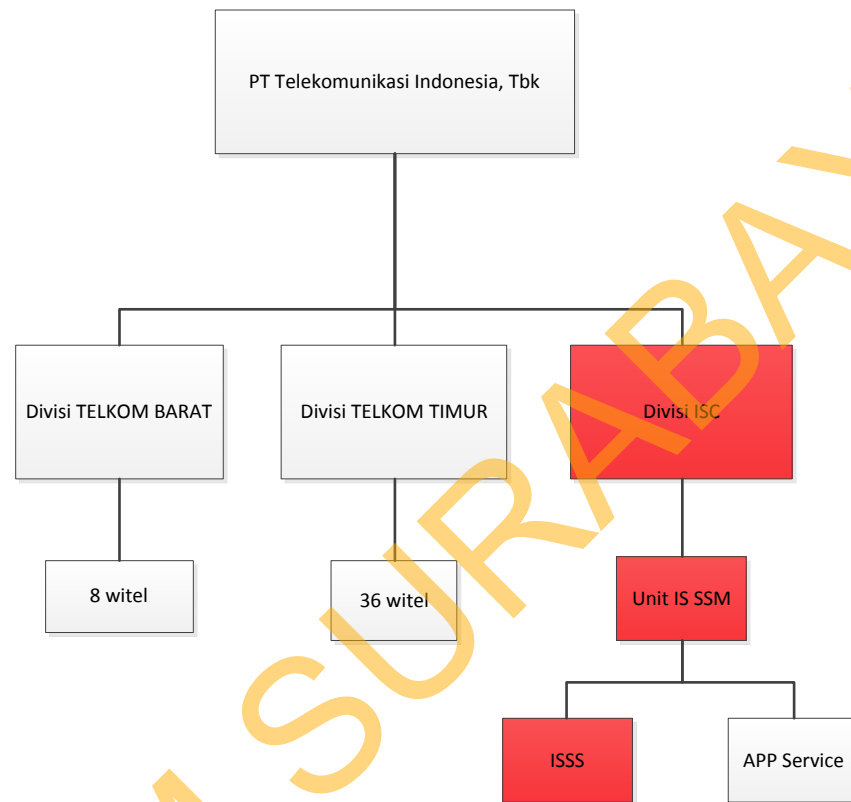 PT Telekomunikasi Indonesia, Tbk
Divisi TELKOM BARAT
Divisi TELKOM TIMUR
Divisi ISC
8 witel
36 witel
Unit IS SSM
ISSS
APP Service
M SURABAYA